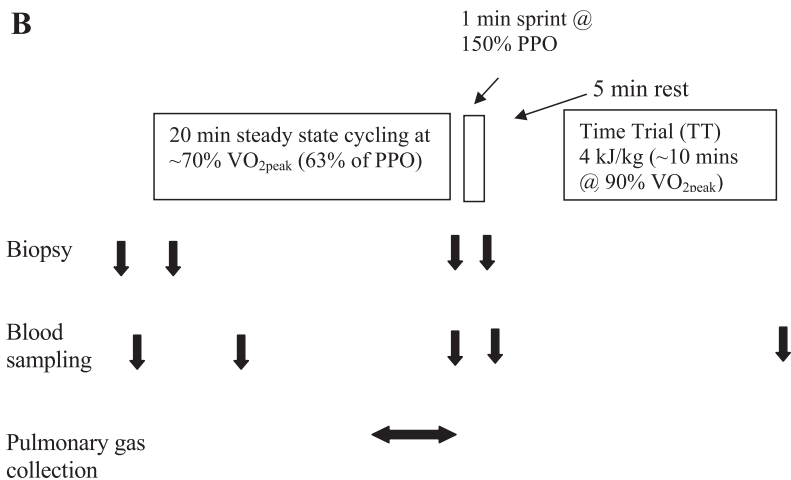 B
1 min sprint @
150% PPO
5 min rest
20 min steady state cycling at
~70% VO2peak (63% of PPO)
Time Trial (TT)
4 kJ/kg (~10 mins
@ 90% VO2peak)
Biopsy
Blood
sampling
Pulmonary gas
collection